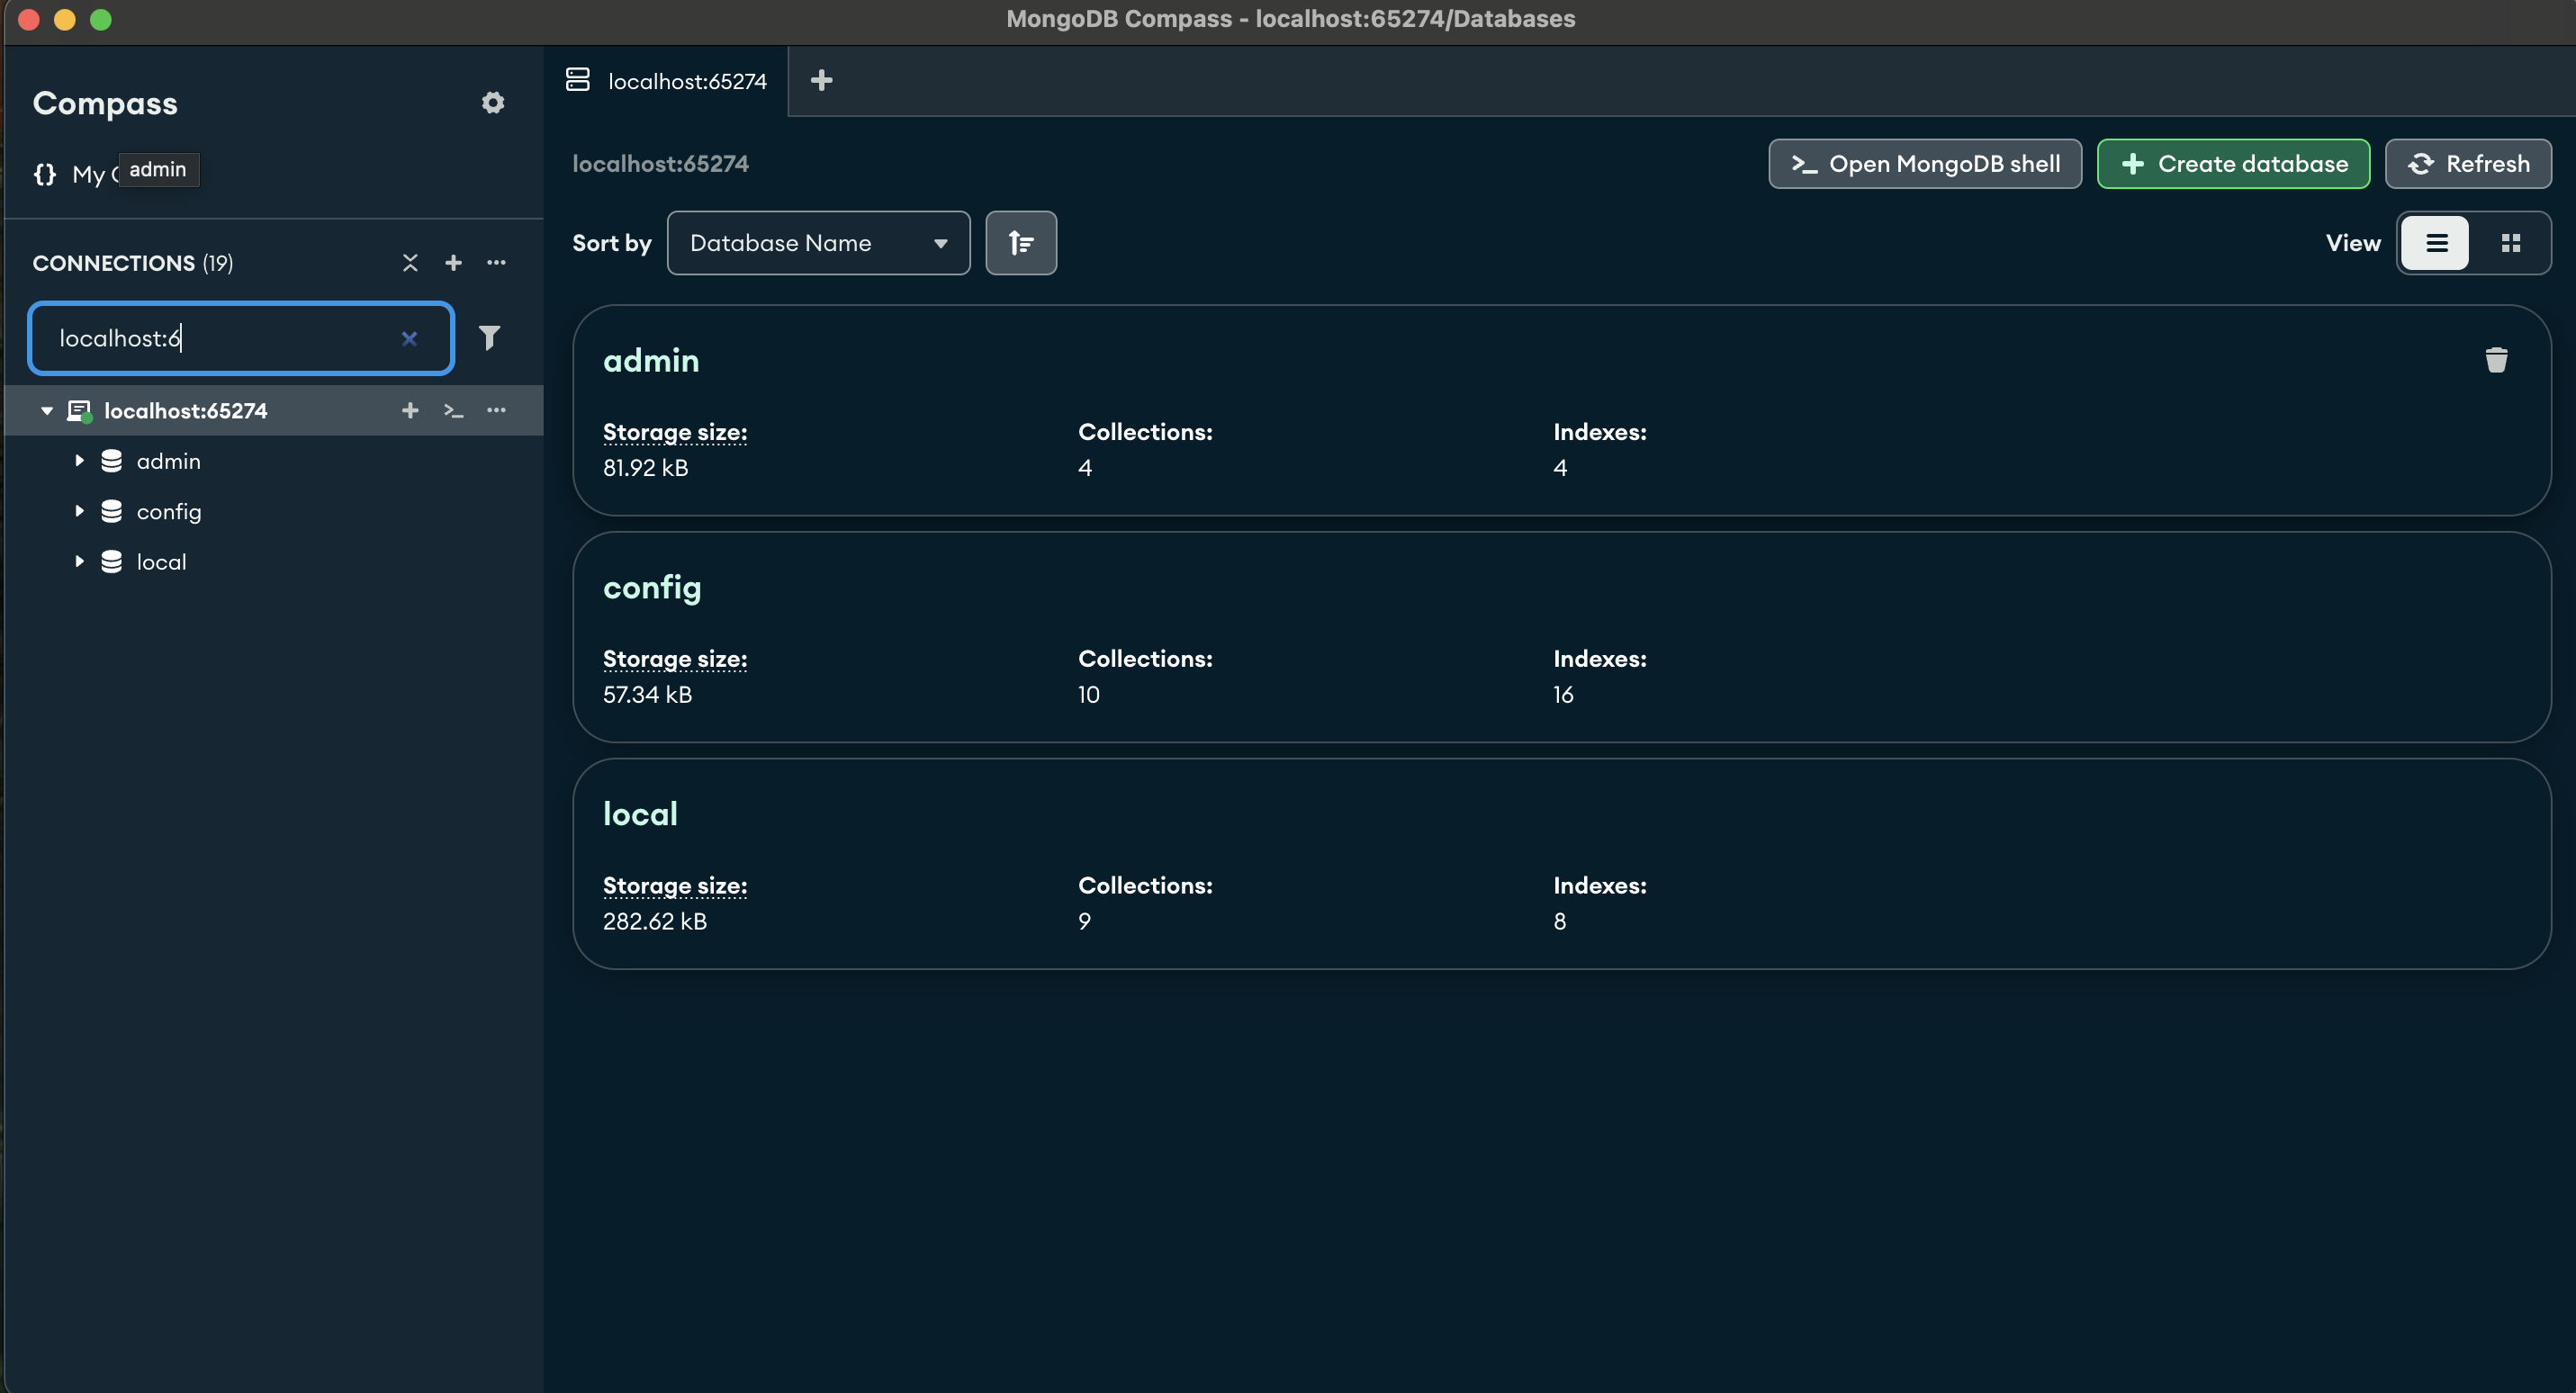 MongoDB Compass - localhost:65274/Databases
Compass
My
admin
CONNECTIONS (19)
localhost:6
localhost:65274
admin
config
local
localhost:65274
localhost:65274
Open MongoDB shell
Create database
Refresh
Sort by
Database Name
View
admin
Storage size:
Collections:
Indexes:
81.92 kB
4
4
config
Storage size:
Collections:
Indexes:
57.34 kB
10
16
local
Storage size:
Collections:
Indexes:
282.62 kB
9
8